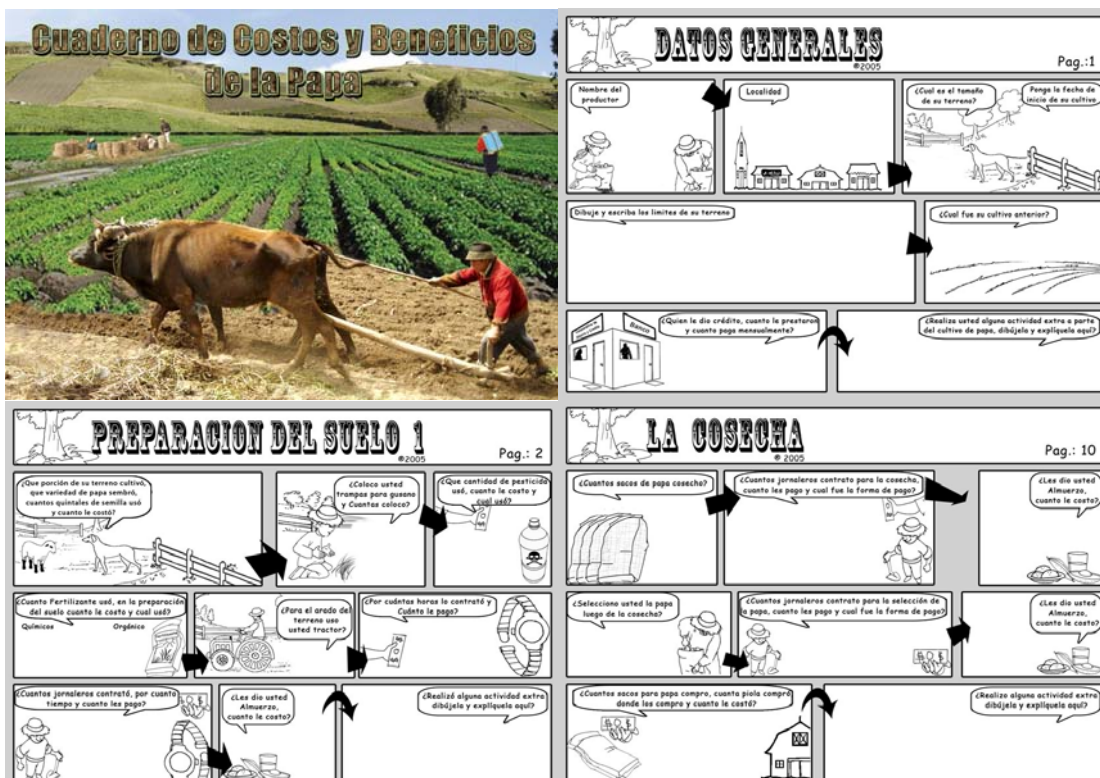 Cuaderno de Costos y Beneficios
de la Papa
DATOS GENERALES
©2005
Pag.:1
Nombre del
productor
Localidad
¿Cual es el tamaño
de su terreno?
Ponga la fecha de
inicio de su cultivo
Dibuje y escriba los limites de su terreno
¿Cual fue su cultivo anterior?
Banco
¿Quien le dio crédito, cuanto le prestaron
y cuanto paga mensualmente?
¿Realiza usted alguna actividad extra a parte
del cultivo de papa, dibújela y explíquela aquí?
PREPARACION DEL SUELO 1
©2005
Pag.: 2
¿Que porción de su terreno cultivó,
que variedad de papa sembró,
cuantos quintales de semilla usó
y cuanto le costó?
¿Coloco usted
trampas para gusano
y Cuantas coloco?
¿Que cantidad de pesticida
usó, cuanto le costo y
cual usó?
¿Cuanto Fertilizante usó, en la preparación
del suelo cuanto le costo y cual usó?
Químicos
Orgánico
¿Para el arado del
terreno uso
usted tractor?
¿Por cuántas horas lo contrató y
Cuánto le pago?
¿Cuantos jornaleros contrató, por cuanto
tiempo y cuanto les pago?
¿Les dio usted
Almuerzo,
cuanto le costo?
¿Realizó alguna actividad extra
dibújela y explíquela aquí?
LA COSECHA
© 2005
Pag.: 10
¿Cuantos sacos de papa cosecho?
¿Cuantos jornaleros contrato para la cosecha,
cuanto les pago y cual fue la forma de pago?
¿Les dio usted
Almuerzo,
cuanto le costo?
¿Selecciono usted la papa
luego de la cosecha?
¿Cuantos jornaleros contrato para la selección de
la papa, cuanto les pago y cual fue la forma de pago?
¿Les dio usted
Almuerzo,
cuanto le costo?
¿Cuantos sacos para papa compro, cuanta piola compró
donde los compro y cuanto le costó?
¿Realizo alguna actividad extra
dibújela y explíquela aquí?